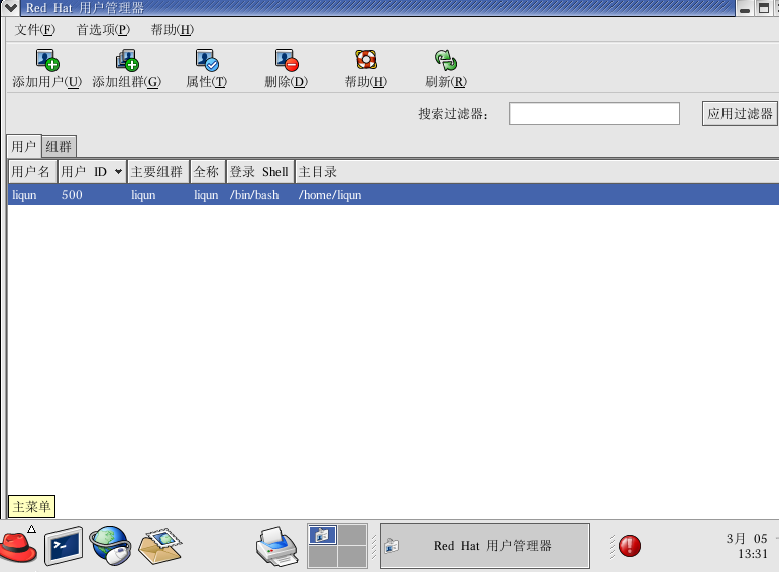 Red Hat 用户管理器
文件(F) 首选项(P) 帮助(H)
添加用户(U) 添加组群(G) 属性(T) 删除(D) 帮助(H) 刷新(R)
搜索过滤器： 应用过滤器
用户 组群
用户名 用户 ID 主要组群 全称 登录 Shell 主目录
liqun 500 liqun liqun /bin/bash /home/liqun
主菜单
Red Hat 用户管理器
3月 05
13:31